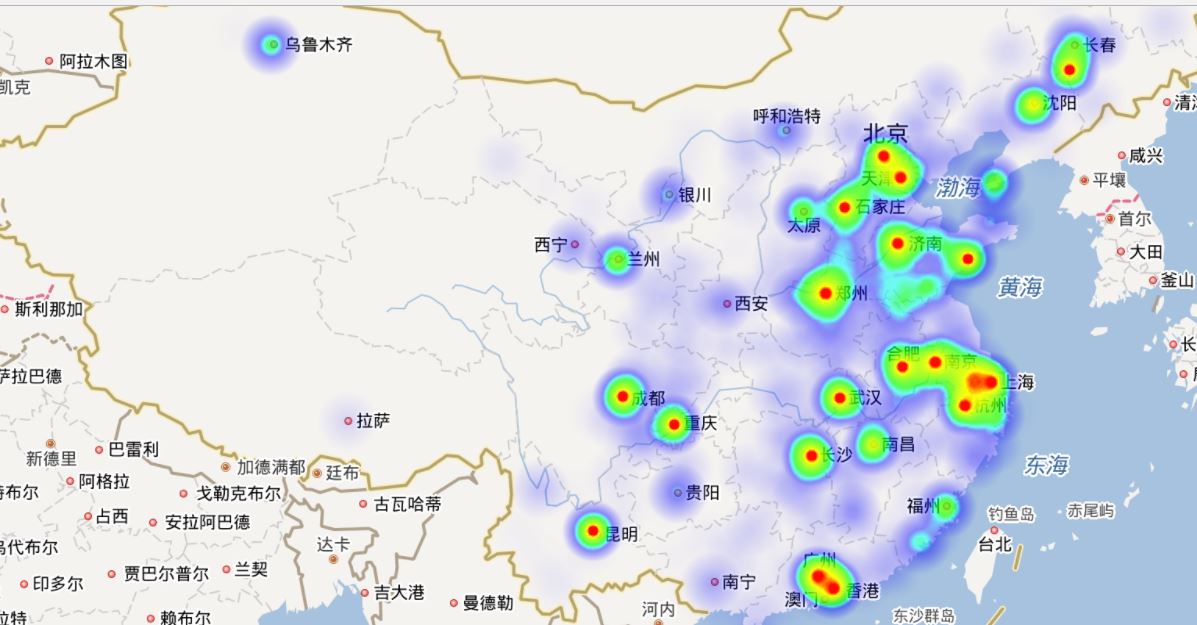 乌鲁木齐
长春
阿拉木图
凯克
沈阳
清
呼和浩特
北京
咸兴
天津
渤海
平壤
银川
石家庄
首尔
太原
西宁
济南
大田
兰州
釜山
黄海
郑州
西安
斯利那加
长
合肥
南京
萨拉巴德
上海
成都
武汉
杭州
拉萨
重庆
新德里
巴雷利
南昌
长沙
加德满都
廷布
东海
阿格拉
贵阳
布尔
戈勒克布尔
古瓦哈蒂
福州
钓鱼岛
赤尾屿
占西
安拉阿巴德
昆明
台北
代布尔
达卡
广州
印多尔
贾巴尔普尔
兰契
南宁
吉大港
香港
澳门
曼德勒
河内
拉特
赖布尔
东沙群岛